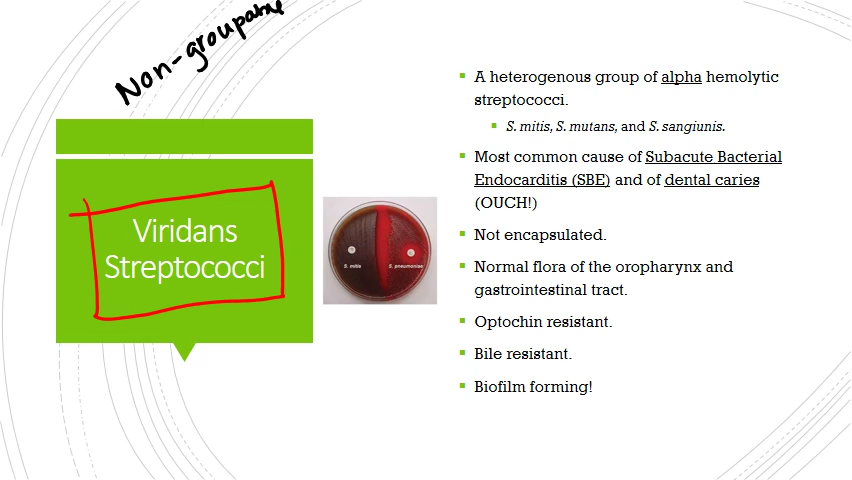 Non-groupable
Viridans
Streptococci
S. mitis
S. pneumoniae
A heterogenous group of alpha hemolytic
streptococci.
S. mitis, S. mutans, and S. sangiunis.
Most common cause of Subacute Bacterial
Endocarditis (SBE) and of dental caries
(OUCH!)
Not encapsulated.
Normal flora of the oropharynx and
gastrointestinal tract.
Optochin resistant.
Bile resistant.
Biofilm forming!